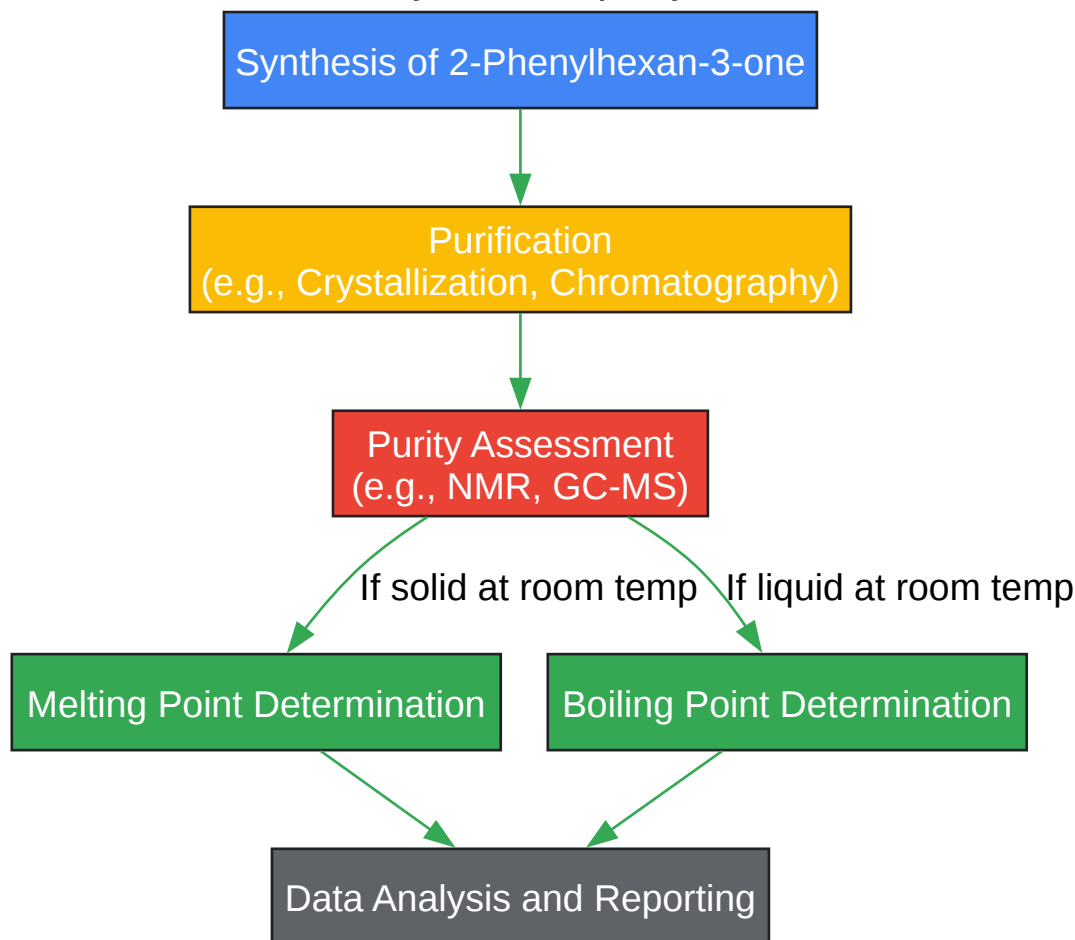 Synthesis of 2-Phenylhexan-3-one
Purification
(e.g., Crystallization, Chromatography)
Purity Assessment
(e.g., NMR, GC-MS)
If solid at room temp
If liquid at room temp
Melting Point Determination
Boiling Point Determination
Data Analysis and Reporting